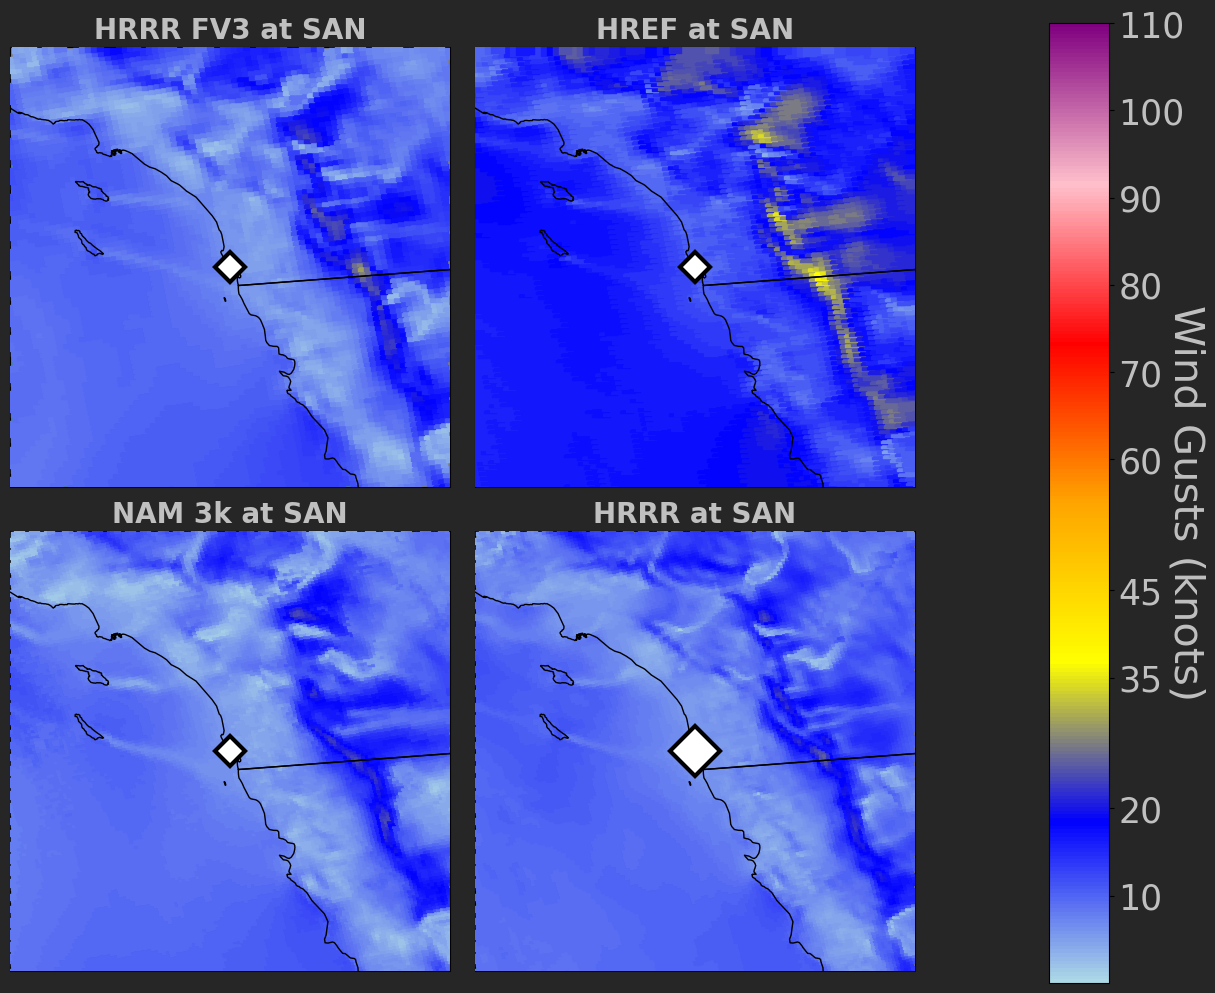 HRRR FV3 at SAN
HREF at SAN
NAM 3k at SAN
HRRR at SAN
110
100
90
80
70
60
45
35
20
10
Wind Gusts (knots)